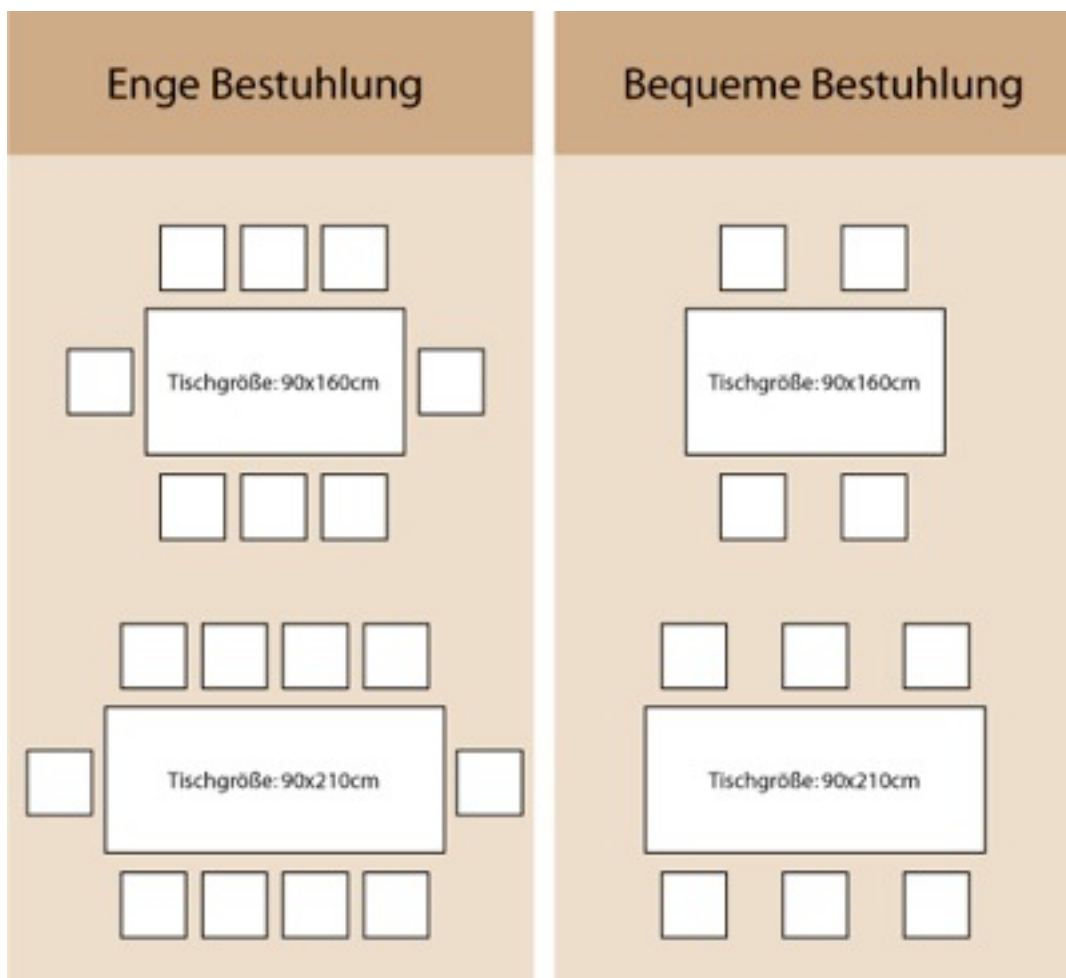 Enge Bestuhlung
Tischgröße: 90x160cm
Tischgröße: 90x210cm
Bequeme Bestuhlung
Tischgröße: 90x160cm
Tischgröße: 90x210cm